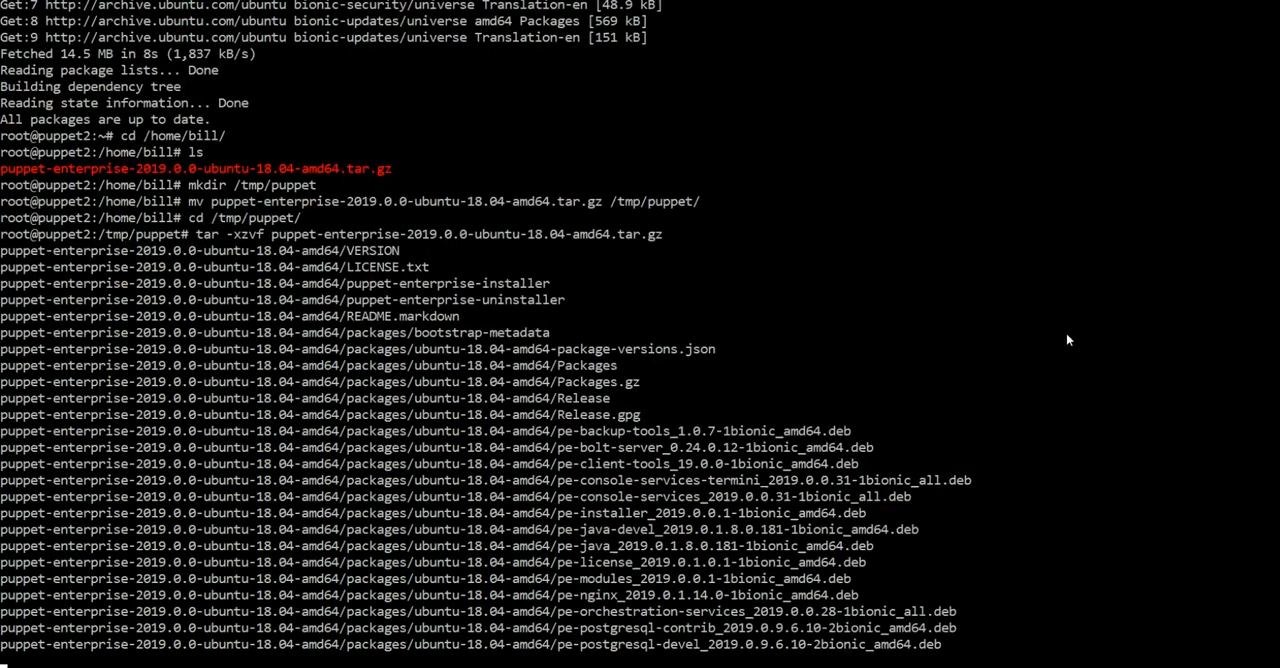 Get:7 http://archive.ubuntu.com/ubuntu bionic-security/universe Translation-en [48.9 kB]
Get:8 http://archive.ubuntu.com/ubuntu bionic-updates/universe amd64 Packages [569 kB]
Get:9 http://archive.ubuntu.com/ubuntu bionic-updates/universe Translation-en [151 kB]
Fetched 14.5 MB in 8s (1,837 kB/s)
Reading package lists... Done
Building dependency tree
Reading state information... Done
All packages are up to date.
root@puppet2:~# cd /home/bill/
root@puppet2:/home/bill# ls
puppet-enterprise-2019.0.0-ubuntu-18.04-amd64.tar.gz
root@puppet2:/home/bill# mkdir /tmp/puppet
root@puppet2:/home/bill# mv puppet-enterprise-2019.0.0-ubuntu-18.04-amd64.tar.gz /tmp/puppet/
root@puppet2:/home/bill# cd /tmp/puppet/
root@puppet2:/tmp/puppet# tar -xzvf puppet-enterprise-2019.0.0-ubuntu-18.04-amd64.tar.gz
puppet-enterprise-2019.0.0-ubuntu-18.04-amd64/VERSION
puppet-enterprise-2019.0.0-ubuntu-18.04-amd64/LICENSE.txt
puppet-enterprise-2019.0.0-ubuntu-18.04-amd64/puppet-enterprise-installer
puppet-enterprise-2019.0.0-ubuntu-18.04-amd64/puppet-enterprise-uninstaller
puppet-enterprise-2019.0.0-ubuntu-18.04-amd64/README.markdown
puppet-enterprise-2019.0.0-ubuntu-18.04-amd64/packages/bootstrap-metadata
puppet-enterprise-2019.0.0-ubuntu-18.04-amd64/packages/ubuntu-18.04-amd64-package-versions.json
puppet-enterprise-2019.0.0-ubuntu-18.04-amd64/packages/ubuntu-18.04-amd64/Packages
puppet-enterprise-2019.0.0-ubuntu-18.04-amd64/packages/ubuntu-18.04-amd64/Packages.gz
puppet-enterprise-2019.0.0-ubuntu-18.04-amd64/packages/ubuntu-18.04-amd64/Release
puppet-enterprise-2019.0.0-ubuntu-18.04-amd64/packages/ubuntu-18.04-amd64/Release.gpg
puppet-enterprise-2019.0.0-ubuntu-18.04-amd64/packages/ubuntu-18.04-amd64/pe-backup-tools_1.0.7-1bionic_amd64.deb
puppet-enterprise-2019.0.0-ubuntu-18.04-amd64/packages/ubuntu-18.04-amd64/pe-bolt-server_0.24.0.12-1bionic_amd64.deb
puppet-enterprise-2019.0.0-ubuntu-18.04-amd64/packages/ubuntu-18.04-amd64/pe-client-tools_19.0.0-1bionic_amd64.deb
puppet-enterprise-2019.0.0-ubuntu-18.04-amd64/packages/ubuntu-18.04-amd64/pe-console-services-termini_2019.0.0.31-1bionic_all.deb
puppet-enterprise-2019.0.0-ubuntu-18.04-amd64/packages/ubuntu-18.04-amd64/pe-console-services_2019.0.0.31-1bionic_all.deb
puppet-enterprise-2019.0.0-ubuntu-18.04-amd64/packages/ubuntu-18.04-amd64/pe-installer_2019.0.0.1-1bionic_amd64.deb
puppet-enterprise-2019.0.0-ubuntu-18.04-amd64/packages/ubuntu-18.04-amd64/pe-java-devel_2019.0.1.8.0.181-1bionic_amd64.deb
puppet-enterprise-2019.0.0-ubuntu-18.04-amd64/packages/ubuntu-18.04-amd64/pe-java_2019.0.1.8.0.181-1bionic_amd64.deb
puppet-enterprise-2019.0.0-ubuntu-18.04-amd64/packages/ubuntu-18.04-amd64/pe-license_2019.0.1.0.1-1bionic_amd64.deb
puppet-enterprise-2019.0.0-ubuntu-18.04-amd64/packages/ubuntu-18.04-amd64/pe-modules_2019.0.0.1-1bionic_amd64.deb
puppet-enterprise-2019.0.0-ubuntu-18.04-amd64/packages/ubuntu-18.04-amd64/pe-nginx_2019.0.1.14.0-1bionic_amd64.deb
puppet-enterprise-2019.0.0-ubuntu-18.04-amd64/packages/ubuntu-18.04-amd64/pe-orchestration-services_2019.0.0.28-1bionic_all.deb
puppet-enterprise-2019.0.0-ubuntu-18.04-amd64/packages/ubuntu-18.04-amd64/pe-postgresql-contrib_2019.0.9.6.10-2bionic_amd64.deb
puppet-enterprise-2019.0.0-ubuntu-18.04-amd64/packages/ubuntu-18.04-amd64/pe-postgresql-devel_2019.0.9.6.10-2bionic_amd64.deb